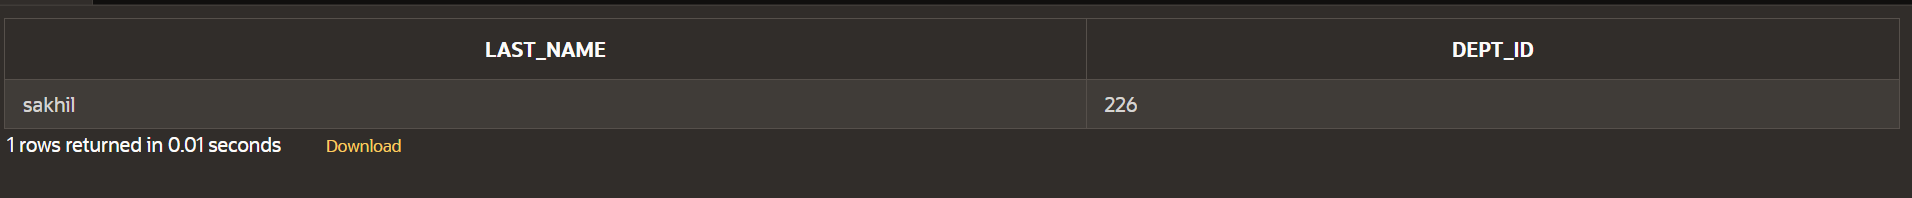 LAST_NAME DEPT_ID
sakhil 226
1 rows returned in 0.01 seconds Download